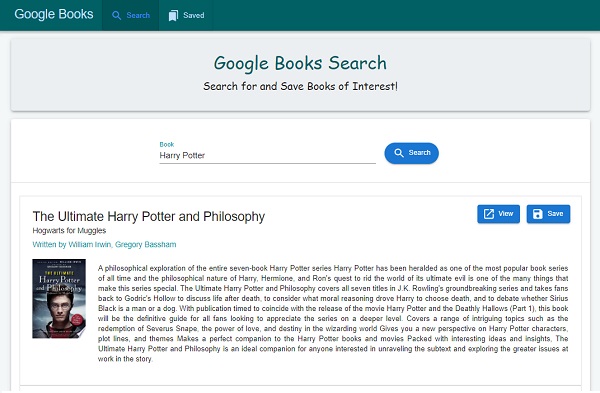 Google Books
Search
Saved
Google Books Search
Search for and Save Books of Interest!
Book
Harry Potter
Search
The Ultimate Harry Potter and Philosophy
View
Save
Hogwarts for Muggles
Written by William Irwin, Gregory Bassham
THE ULTIMATE
Harry Potter
and Philosophy
A philosophical exploration of the entire seven-book Harry Potter series Harry Potter has been heralded as one of the most popular book series
of all time and the philosophical nature of Harry, Hermione, and Ron's quest to rid the world of its ultimate evil is one of the many things that
make this series special. The Ultimate Harry Potter and Philosophy covers all seven titles in J.K. Rowling's groundbreaking series and takes fans
back to Godric's Hollow to discuss life after death, to consider what moral reasoning drove Harry to choose death, and to debate whether Sirius
Black is a man or a dog. With publication timed to coincide with the release of the movie Harry Potter and the Deathly Hallows (Part 1), this book
will be the definitive guide for all fans looking to appreciate the series on a deeper level. Covers a range of intriguing topics such as the
redemption of Severus Snape, the power of love, and destiny in the wizarding world Gives you a new perspective on Harry Potter characters,
plot lines, and themes Makes a perfect companion to the Harry Potter books and movies Packed with interesting ideas and insights, The
Ultimate Harry Potter and Philosophy is an ideal companion for anyone interested in unraveling the subtext and exploring the greater issues at
work in the story.